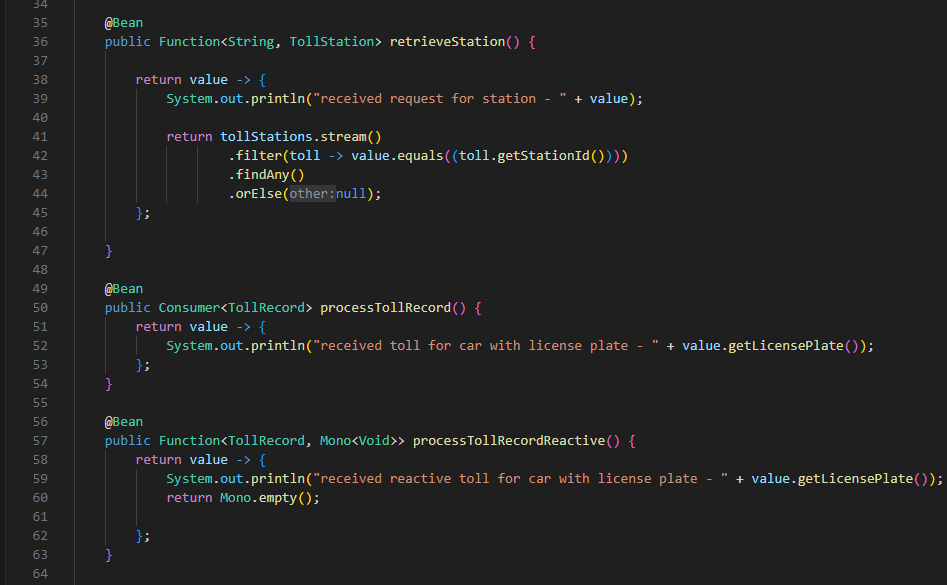 34
35 @Bean
36 public Function<String, TollStation> retrieveStation() {
37
38 return value -> {
39 System.out.println("received request for station - " + value);
40
41 return tollStations.stream()
42 .filter(toll -> value.equals((toll.getStationId())))
43 .findAny()
44 .orElse(other:null);
45 };
46
47 }
48
49 @Bean
50 public Consumer<TollRecord> processTollRecord() {
51 return value -> {
52 System.out.println("received toll for car with license plate - " + value.getLicensePlate());
53 };
54 }
55
56 @Bean
57 public Function<TollRecord, Mono<Void>> processTollRecordReactive() {
58 return value -> {
59 System.out.println("received reactive toll for car with license plate - " + value.getLicensePlate());
60 return Mono.empty();
61
62 };
63 }
64